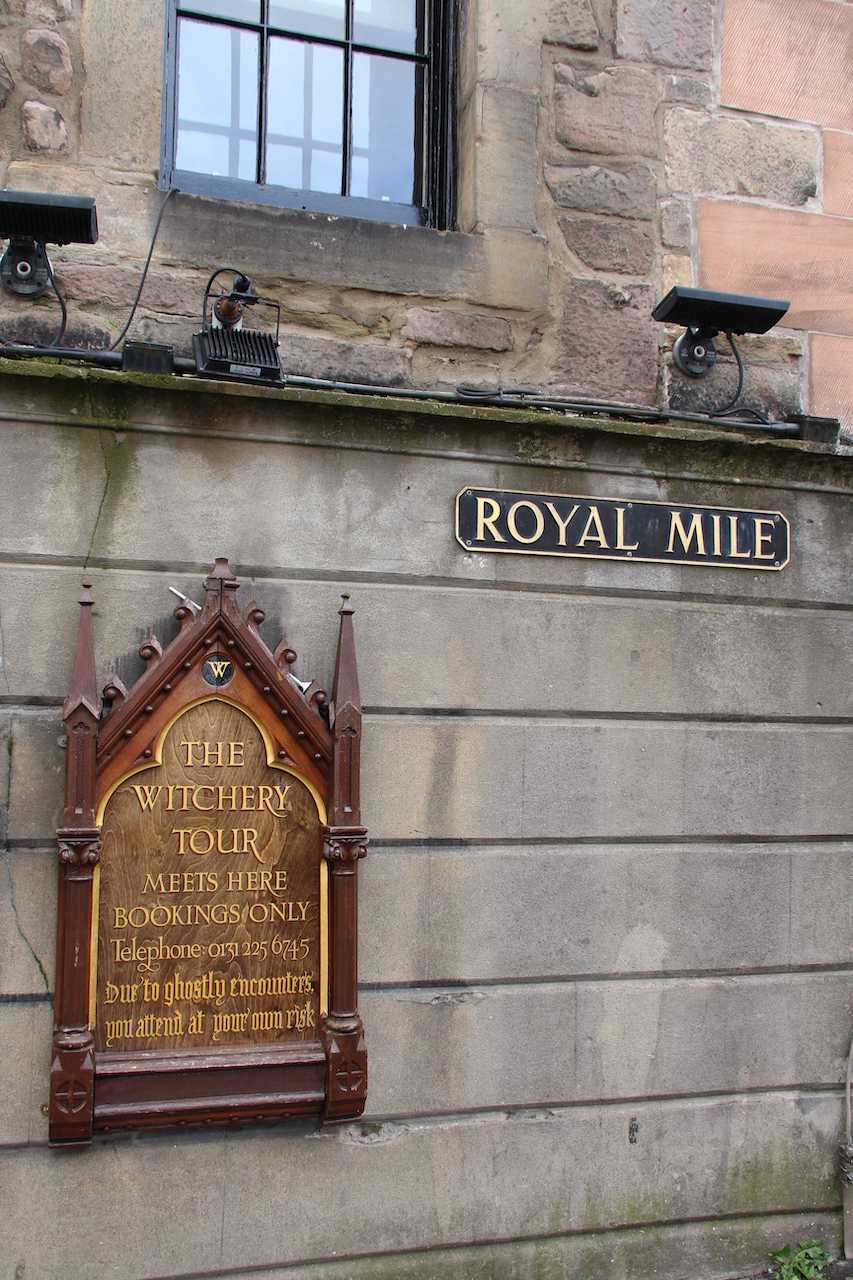 ROYAL MILE
W
THE
WITCHERY
TOUR
MEETS HERE
BOOKINGS ONLY
Telephone: 0131 225 6745
Due to ghostly encounters,
you attend at your own risk